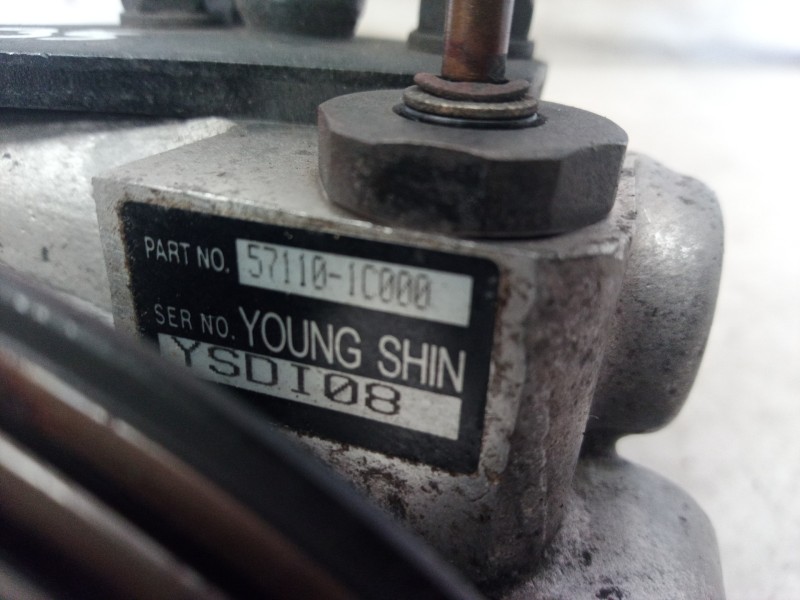 PART NO. 57110-1C000
SER NO. YOUNG SHIN
YSDI08